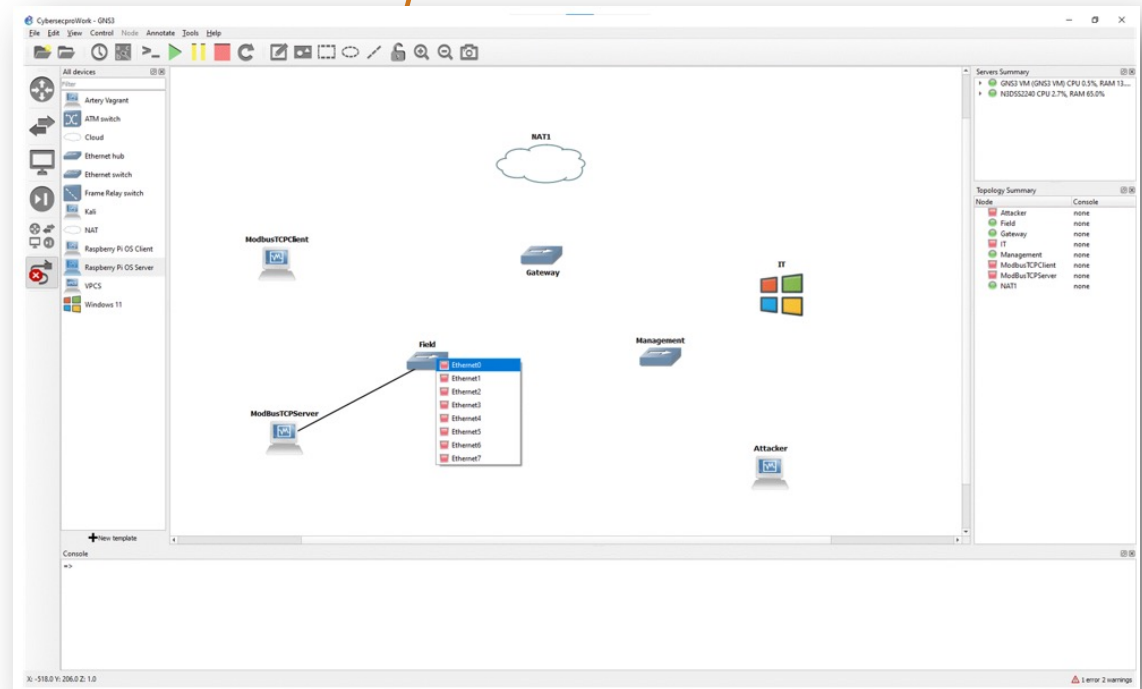 CybersecproWork - GNS3
File Edit View Control Node Annotate Tools Help
All devices
Filter
Artery Vagrant
ATM switch
Cloud
Ethernet hub
Ethernet switch
Frame Relay switch
Kali
NAT
Raspberry Pi OS Client
Raspberry Pi OS Server
VPCS
Windows 11
New template
NAT1
ModbusTCPClient
Gateway
IT
Field
Management
Ethernet0
Ethernet1
Ethernet2
Ethernet3
Ethernet4
Ethernet5
Ethernet6
Ethernet7
ModBusTCPServer
Attacker
Servers Summary
GNS3 VM (GNS3 VM) CPU 0.5%, RAM 13....
N3DSS2240 CPU 2.7%, RAM 65.0%
Topology Summary
Node Console
Attacker none
Field none
Gateway none
IT none
Management none
ModbusTCPClient none
ModBusTCPServer none
NAT1 none
Console
=>
X: -518.0 Y: 206.0 Z: 1.0
1 error 2 warnings